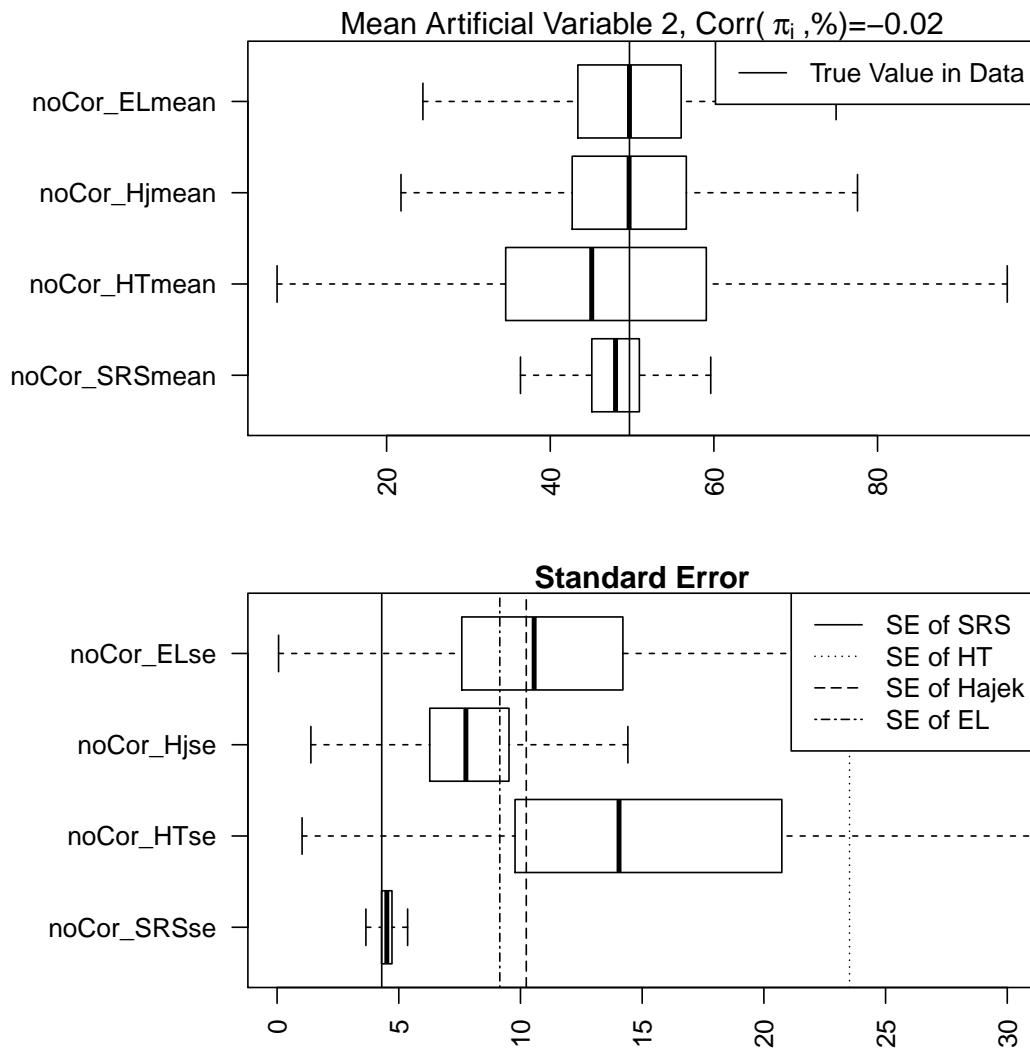 Mean Artificial Variable 2, Corr( πi ,%)=−0.02
True Value in Data
noCor_ELmean
noCor_Hjmean
noCor_HTmean
noCor_SRSmean
20 40 60 80
Standard Error
SE of SRS
SE of HT
SE of Hajek
SE of EL
noCor_ELse
noCor_Hjse
noCor_HTse
noCor_SRSse
0 5 10 15 20 25 30